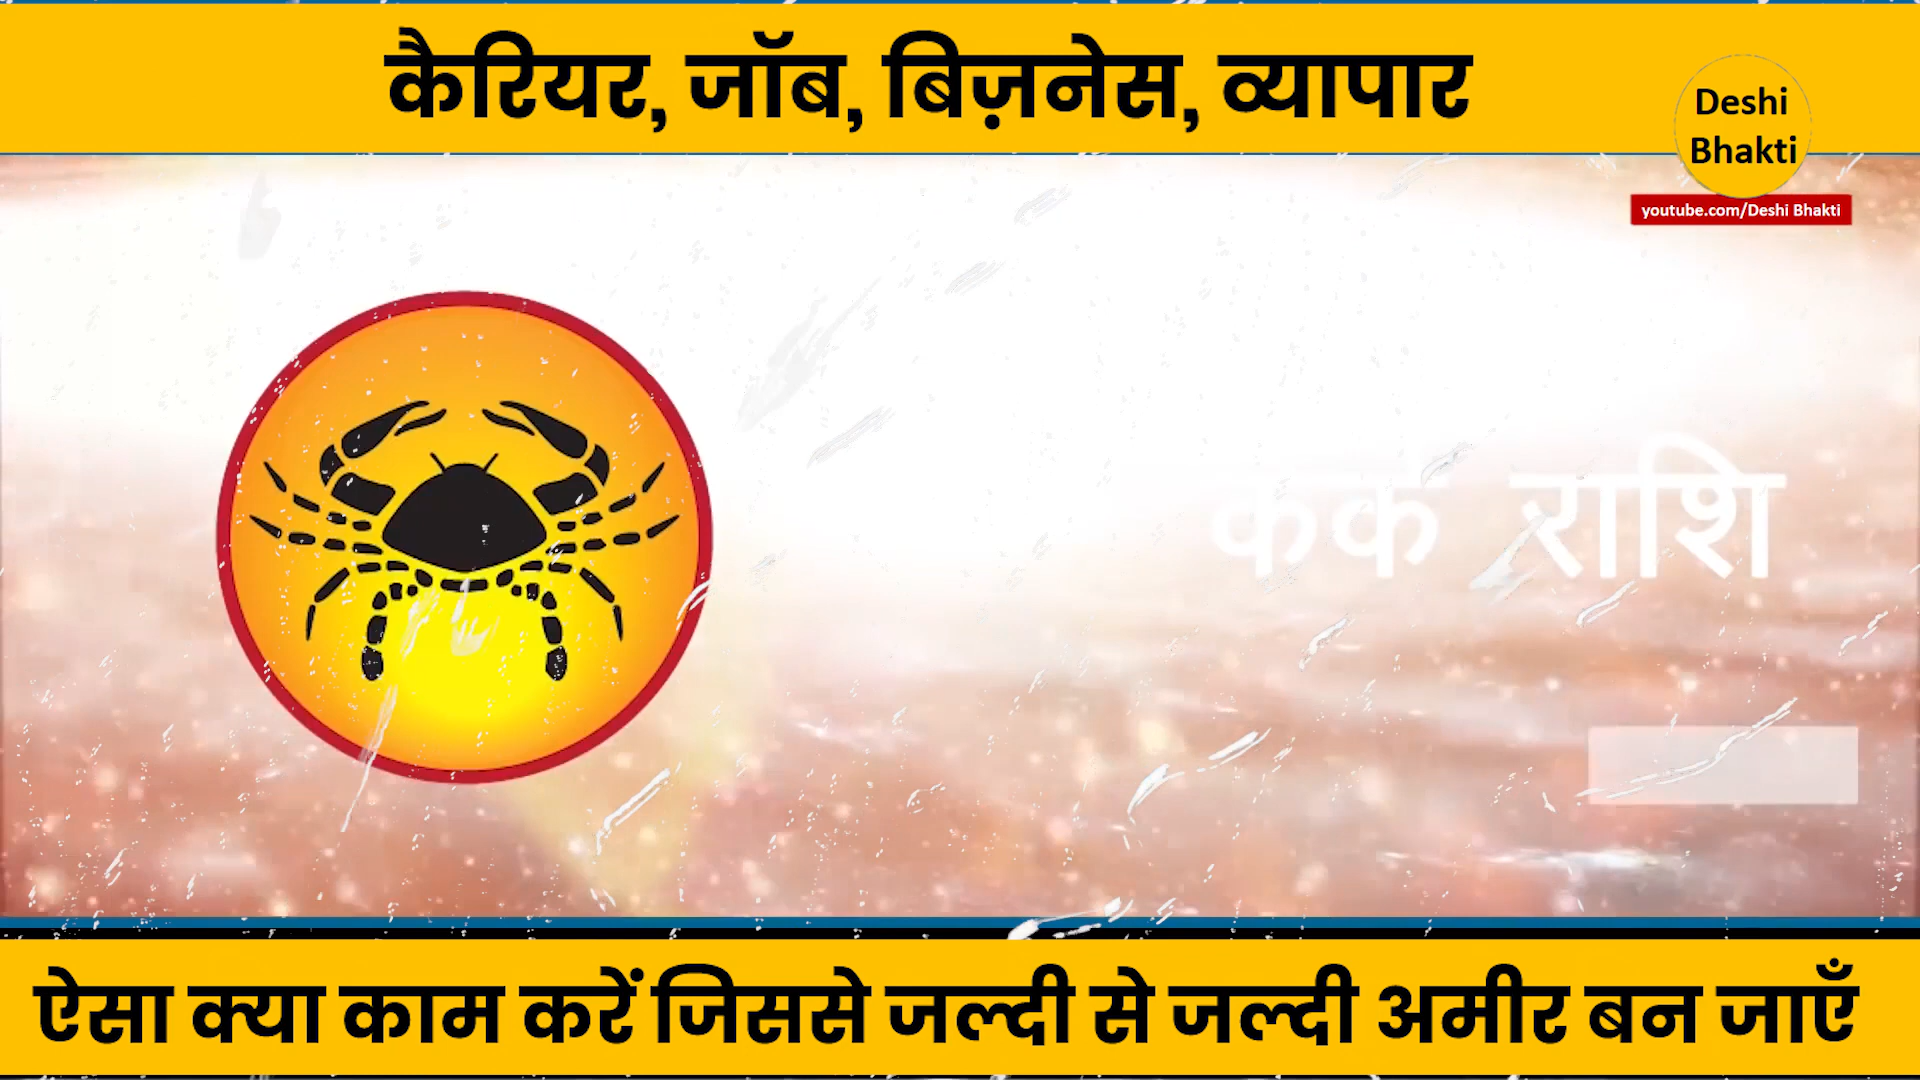 कैरियर, जॉब, बिज़नेस, व्यापार
Deshi
Bhakti
youtube.com/Deshi Bhakti
कर्क राशि
ऐसा क्या काम करें जिससे जल्दी से जल्दी अमीर बन जाएँ